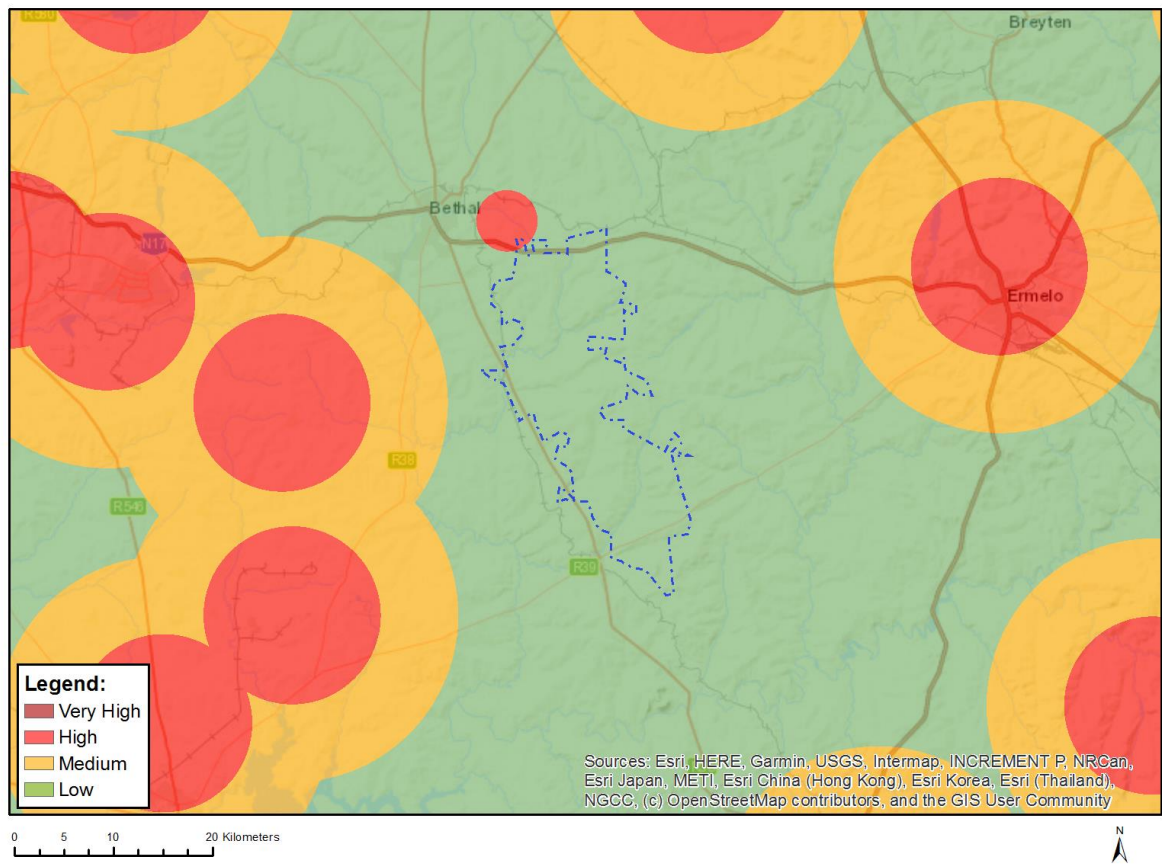 R580
Breyten
Bethal
N17
Ermelo
R38
R546
R39
Legend:
Very High
High
Medium
Low
Sources: Esri, HERE, Garmin, USGS, Intermap, INCREMENT P, NRCan,
Esri Japan, METI, Esri China (Hong Kong), Esri Korea, Esri (Thailand),
NGCC, (c) OpenStreetMap contributors, and the GIS User Community
0 5 10 20 Kilometers
N